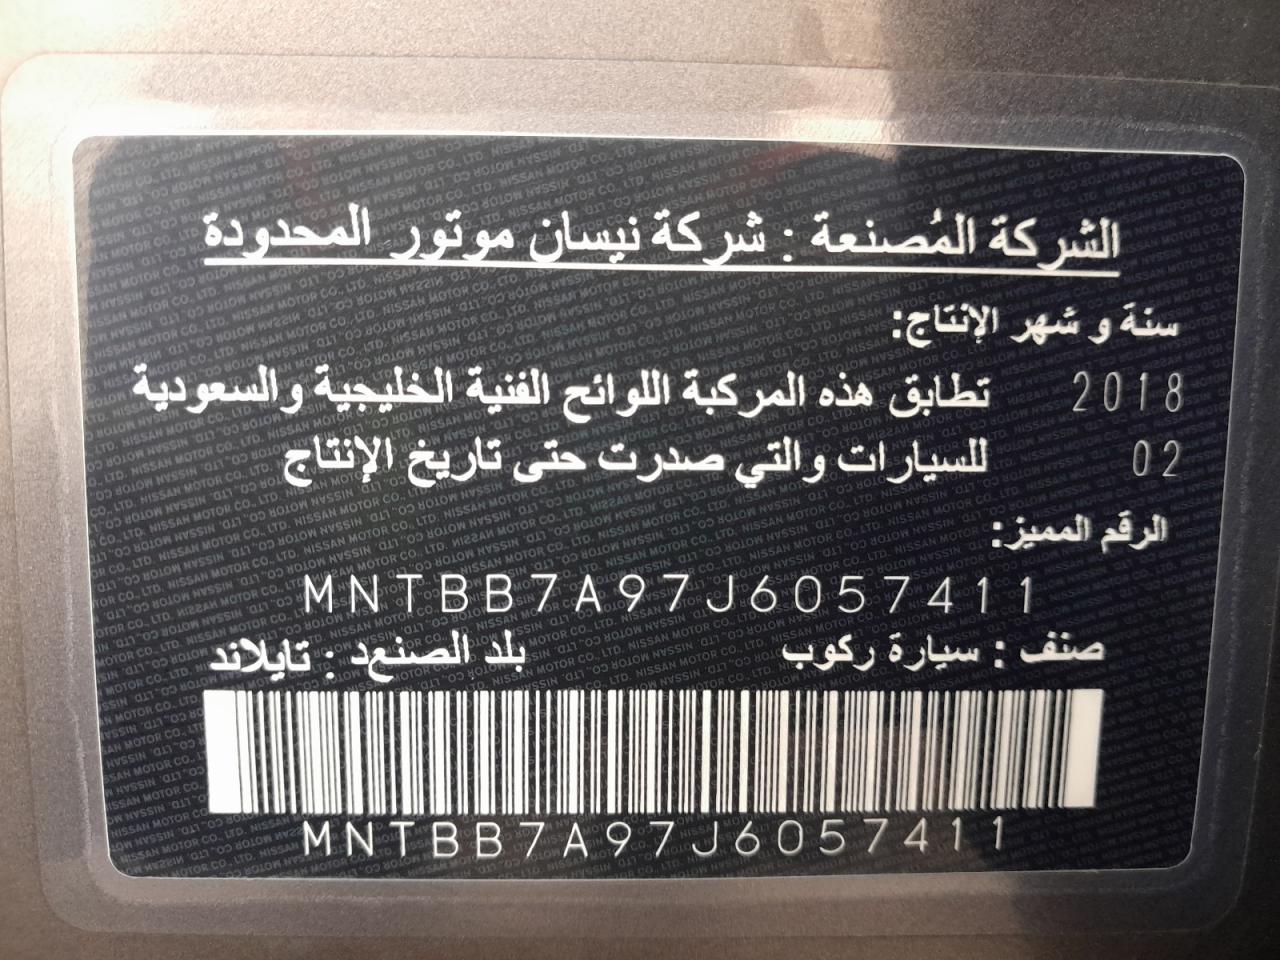 الشركة المُصنعة : شركة نيسان موتور المحدودة
سنة و شهر الإنتاج:
2018 تطابق هذه المركبة اللوائح الفنية الخليجية والسعودية
02 للسيارات والتي صدرت حتى تاريخ الإنتاج
الرقم المميز:
MNTBB7A97J6057411
صنف : سيارة ركوب بلد الصنع : تايلاند
MNTBB7A97J6057411